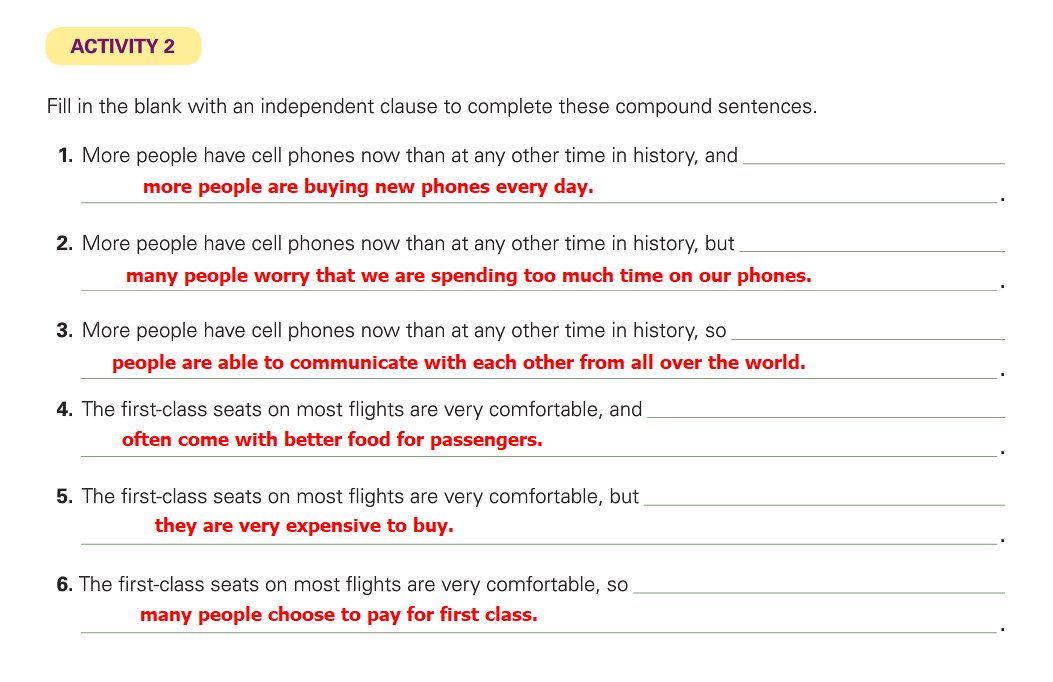 ACTIVITY 2
Fill in the blank with an independent clause to complete these compound sentences.
1. More people have cell phones now than at any other time in history, and
more people are buying new phones every day.
.
2. More people have cell phones now than at any other time in history, but
many people worry that we are spending too much time on our phones.
.
3. More people have cell phones now than at any other time in history, so
people are able to communicate with each other from all over the world.
.
4. The first-class seats on most flights are very comfortable, and
often come with better food for passengers.
.
5. The first-class seats on most flights are very comfortable, but
they are very expensive to buy.
.
6. The first-class seats on most flights are very comfortable, so
many people choose to pay for first class.
.